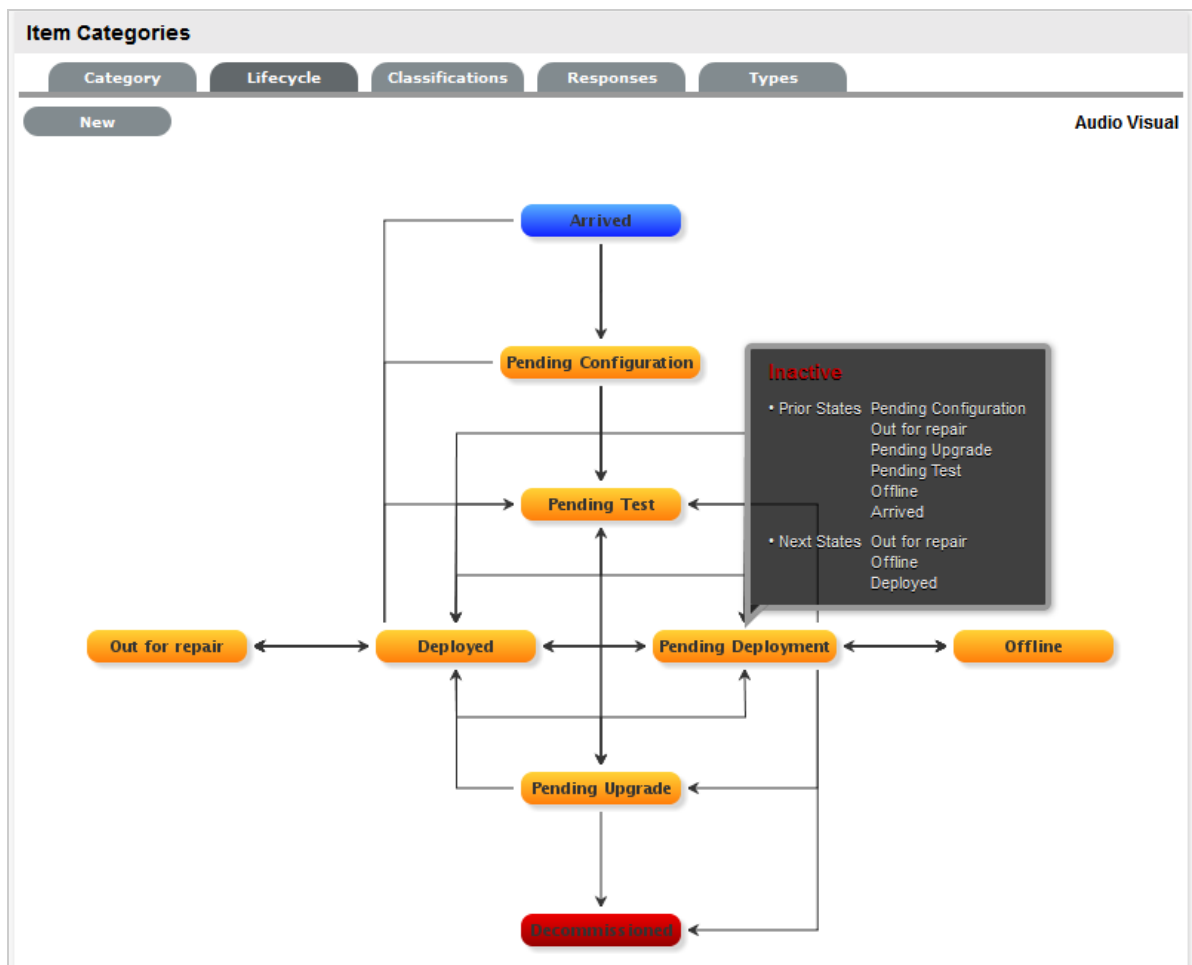 Item Categories
Category Lifecycle Classifications Responses Types
New Audio Visual
Arrived
Pending Configuration
Inactive
• Prior States Pending Configuration
Out for repair
Pending Upgrade
Pending Test
Offline
Arrived
• Next States Out for repair
Offline
Deployed
Pending Test
Out for repair Deployed Pending Deployment Offline
Pending Upgrade
Decommissioned